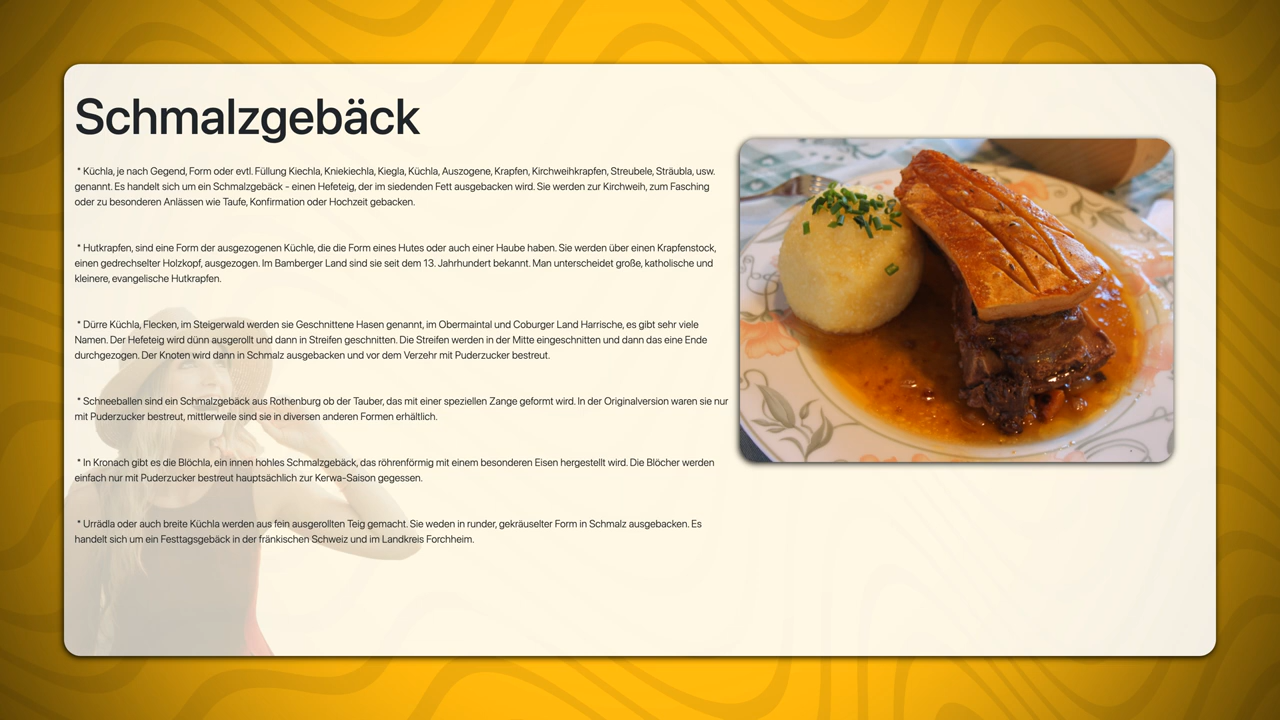 Schmalzgebäck
* Küchla, je nach Gegend, Form oder evtl. Füllung Kiechla, Kniekiechla, Kiegla, Küchla, Auszogene, Krapfen, Kirchweihkrapfen, Streubele, Sträubla, usw.
genannt. Es handelt sich um ein Schmalzgebäck - einen Hefeteig, der im siedenden Fett ausgebacken wird. Sie werden zur Kirchweih, zum Fasching
oder zu besonderen Anlässen wie Taufe, Konfirmation oder Hochzeit gebacken.
* Hutkrapfen, sind eine Form der ausgezogenen Küchle, die die Form eines Hutes oder auch einer Haube haben. Sie werden über einen Krapfenstock,
einen gedrechselter Holzkopf, ausgezogen. Im Bamberger Land sind sie seit dem 13. Jahrhundert bekannt. Man unterscheidet große, katholische und
kleinere, evangelische Hutkrapfen.
* Dürre Küchla, Flecken, im Steigerwald werden sie Geschnittene Hasen genannt, im Obermaintal und Coburger Land Harrische, es gibt sehr viele
Namen. Der Hefeteig wird dünn ausgerollt und dann in Streifen geschnitten. Die Streifen werden in der Mitte eingeschnitten und dann das eine Ende
durchgezogen. Der Knoten wird dann in Schmalz ausgebacken und vor dem Verzehr mit Puderzucker bestreut.
* Schneeballen sind ein Schmalzgebäck aus Rothenburg ob der Tauber, das mit einer speziellen Zange geformt wird. In der Originalversion waren sie nur
mit Puderzucker bestreut, mittlerweile sind sie in diversen anderen Formen erhältlich.
* In Kronach gibt es die Blöchla, ein innen hohles Schmalzgebäck, das röhrenförmig mit einem besonderen Eisen hergestellt wird. Die Blöcher werden
einfach nur mit Puderzucker bestreut hauptsächlich zur Kerwa-Saison gegessen.
* Urrädla oder auch breite Küchla werden aus fein ausgerollten Teig gemacht. Sie weden in runder, gekräuselter Form in Schmalz ausgebacken. Es
handelt sich um ein Festtagsgebäck in der fränkischen Schweiz und im Landkreis Forchheim.